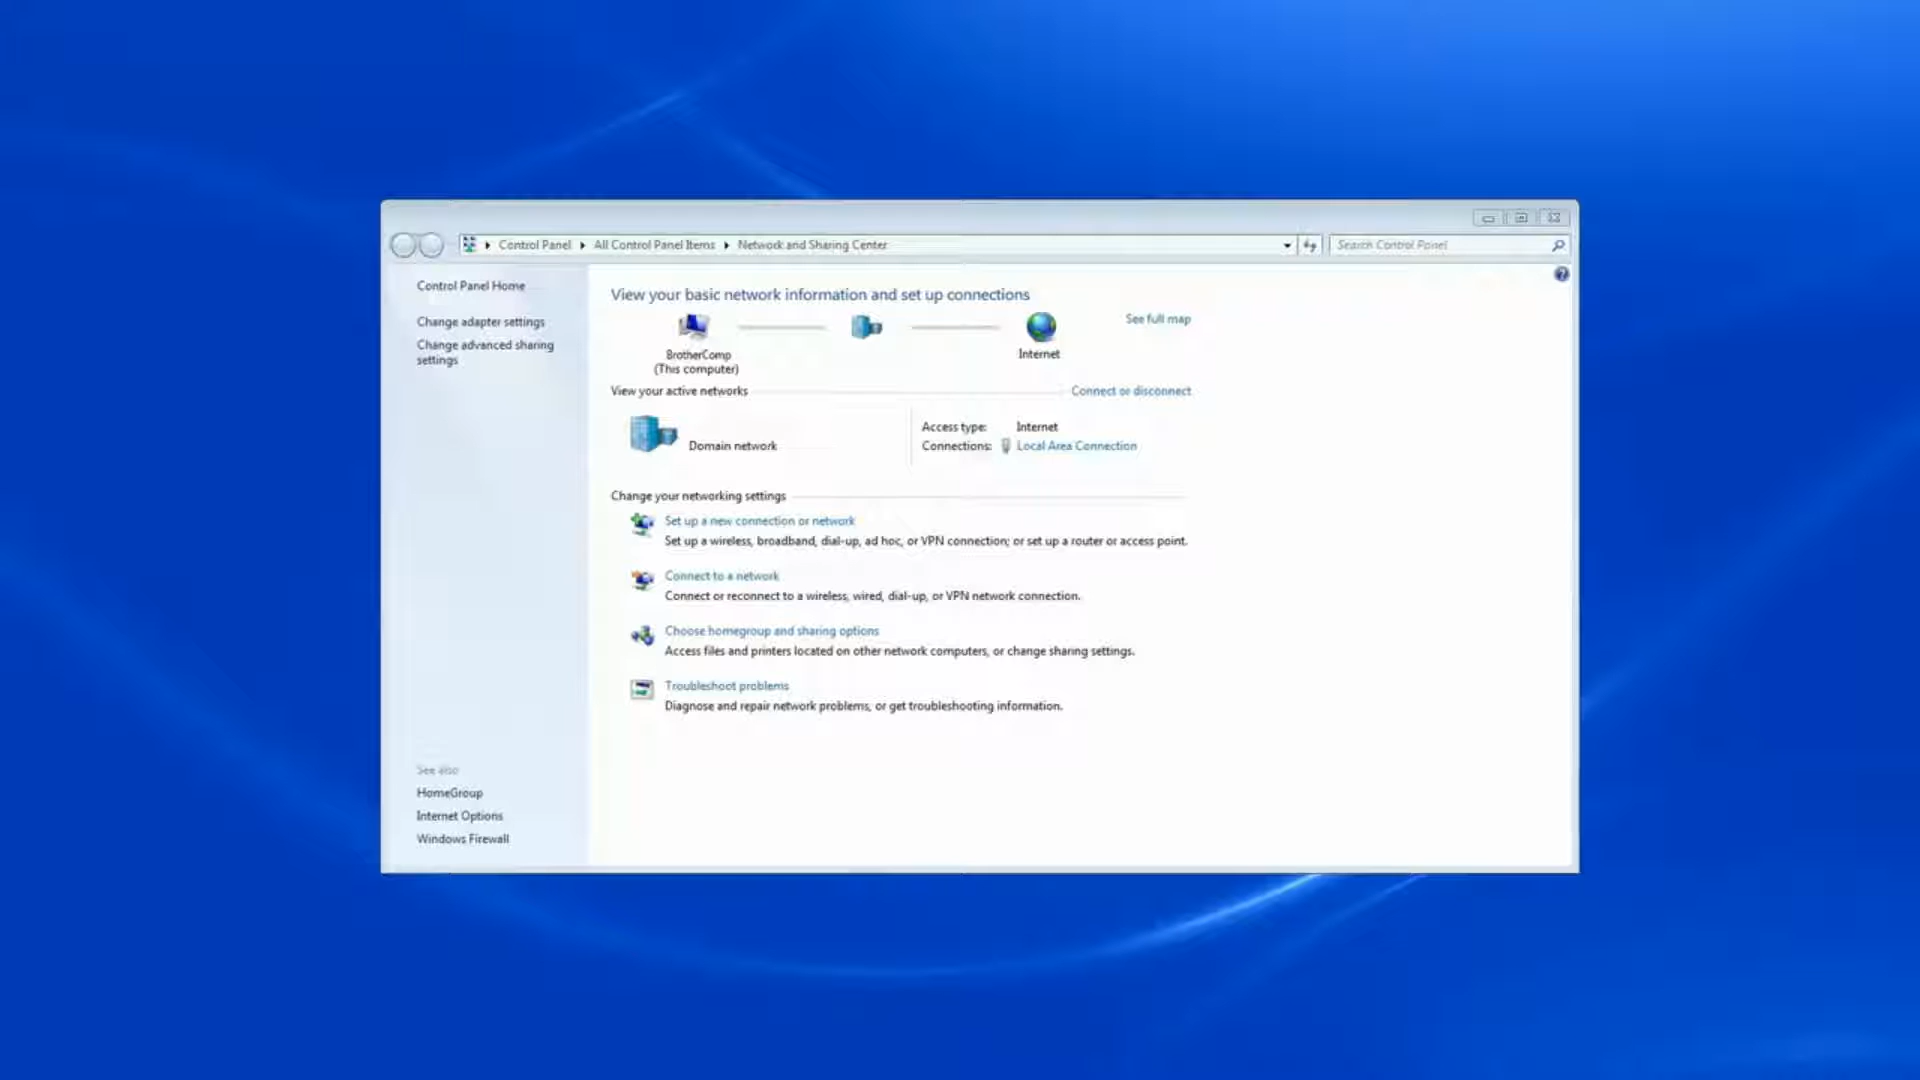 Control Panel
All Control Panel Items
Network and Sharing Center
Search Control Panel
Control Panel Home
Change adapter settings
Change advanced sharing
settings
See also
HomeGroup
Internet Options
Windows Firewall
View your basic network information and set up connections
BrotherComp
(This computer)
Internet
See full map
View your active networks
Connect or disconnect
Domain network
Access type: Internet
Connections: Local Area Connection
Change your networking settings
Set up a new connection or network
Set up a wireless, broadband, dial-up, ad hoc, or VPN connection; or set up a router or access point.
Connect to a network
Connect or reconnect to a wireless, wired, dial-up, or VPN network connection.
Choose homegroup and sharing options
Access files and printers located on other network computers, or change sharing settings.
Troubleshoot problems
Diagnose and repair network problems, or get troubleshooting information.